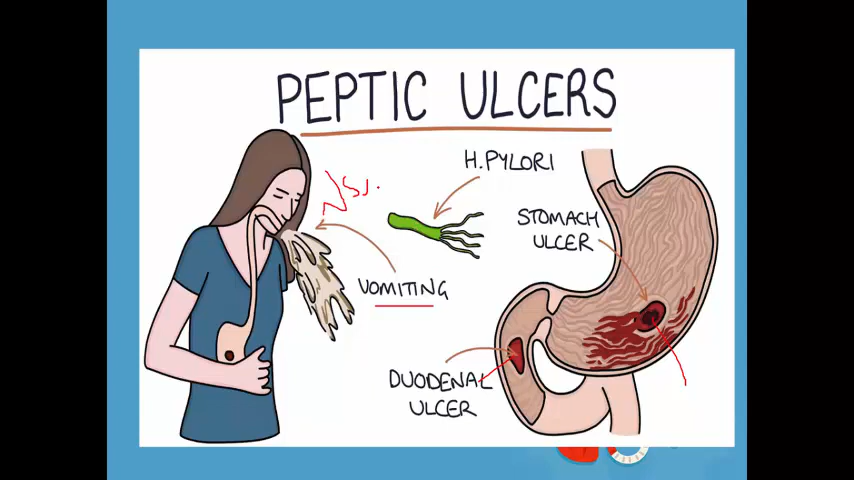 PEPTIC ULCERS
H.PYLORI
STOMACH
ULCER
VOMITING
DUODENAL
ULCER